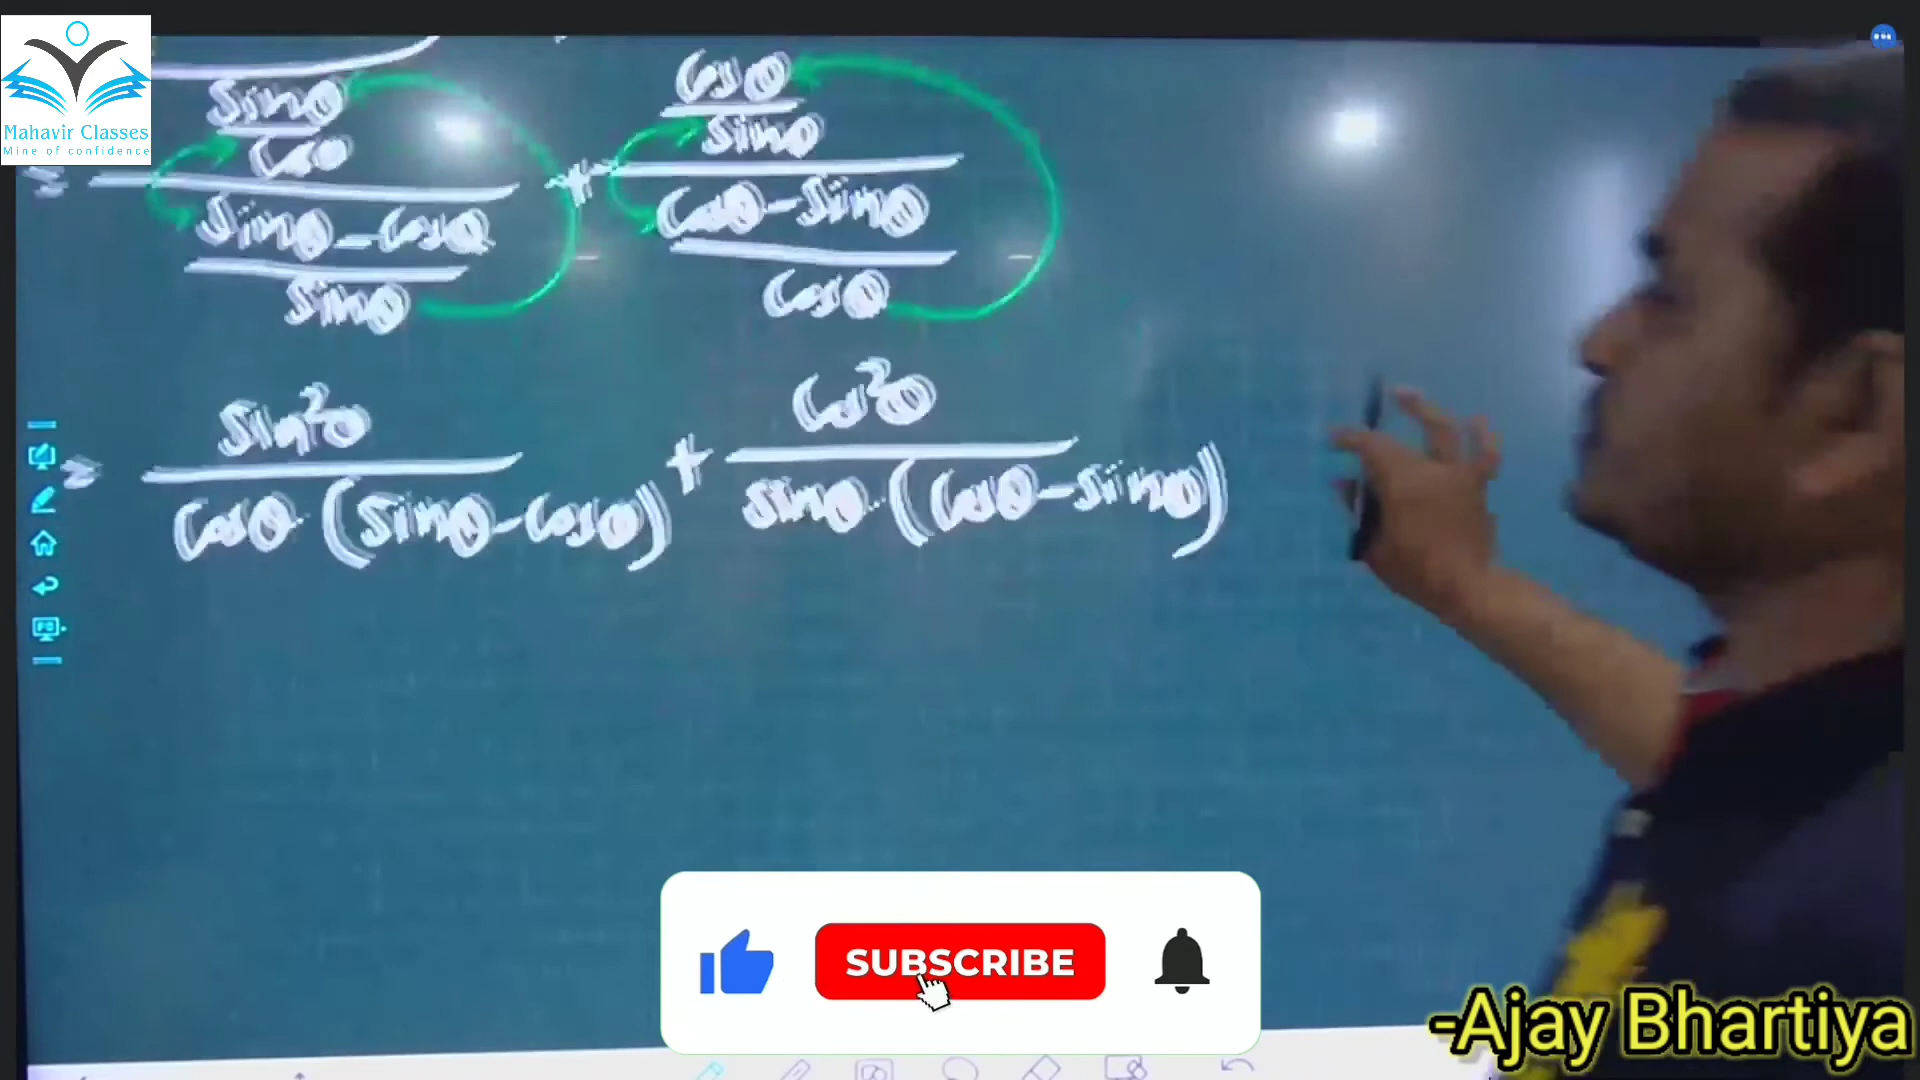 Mahavir Classes
Mine of confidence
= sinθ/cosθ / (sinθ-cosθ)/sinθ + cosθ/sinθ / (cosθ-sinθ)/cosθ
= sin²θ / cosθ.(sinθ-cosθ) + cos²θ / sinθ.(cosθ-sinθ)
SUBSCRIBE
-Ajay Bhartiya